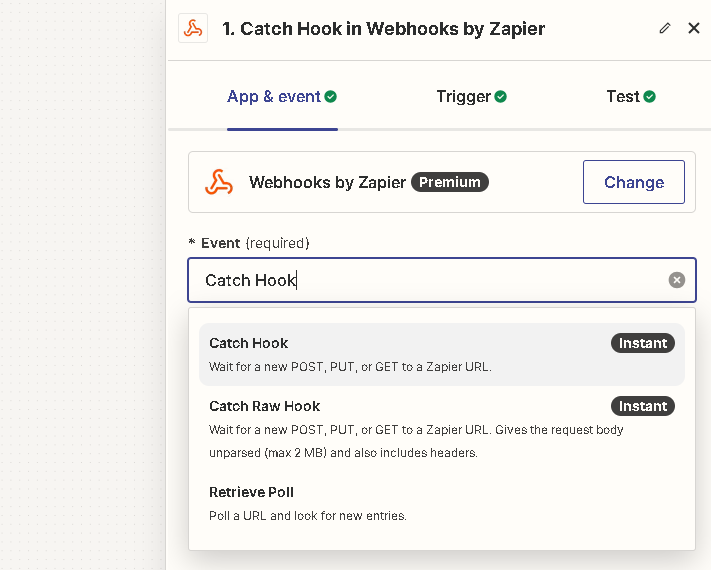 1. Catch Hook in Webhooks by Zapier
App & event
Trigger
Test
Webhooks by Zapier Premium
Change
* Event (required)
Catch Hook
Catch Hook
Instant
Wait for a new POST, PUT, or GET to a Zapier URL.
Catch Raw Hook
Instant
Wait for a new POST, PUT, or GET to a Zapier URL. Gives the request body
unparsed (max 2 MB) and also includes headers.
Retrieve Poll
Poll a URL and look for new entries.